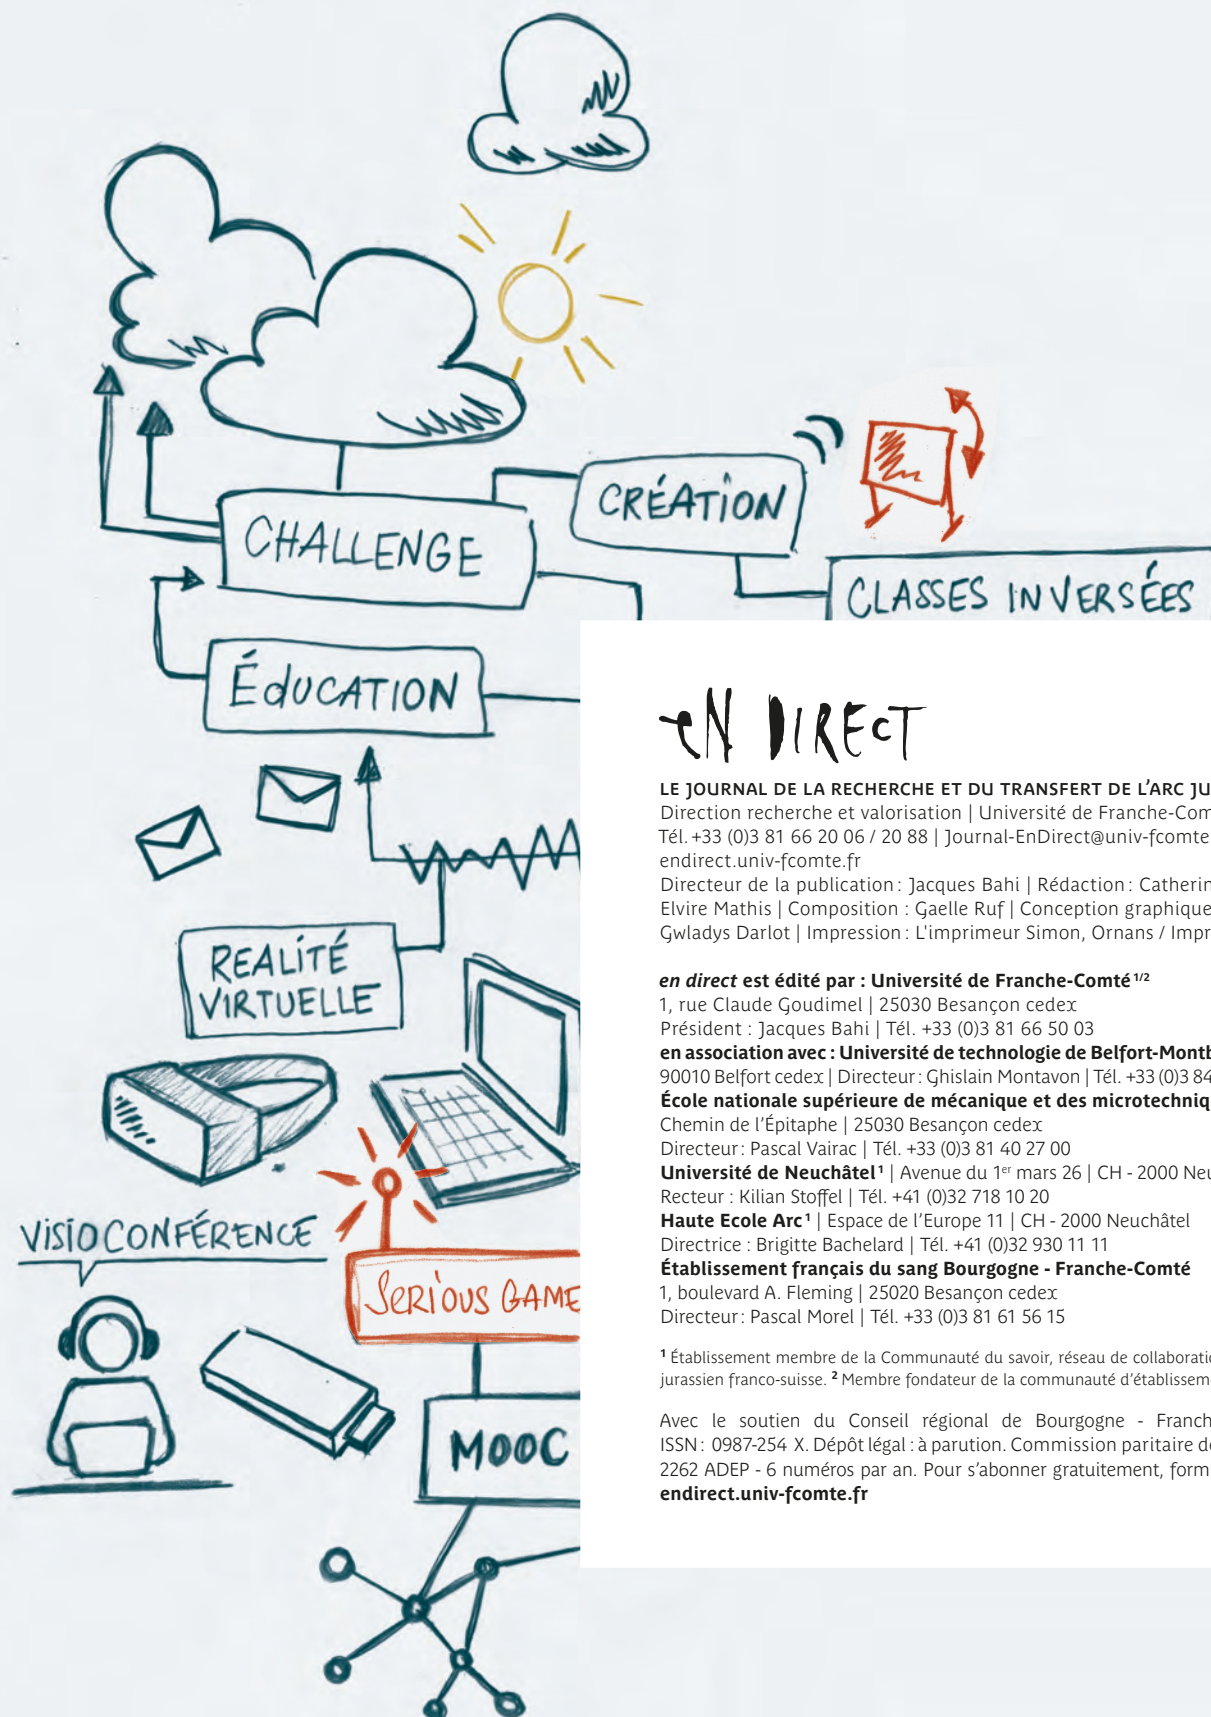 CRÉATION
CHALLENGE
CLASSES INVERSÉES
ÉDUCATION
REALITÉ
VIRTUELLE
VISIOCONFÉRENCE
SERIOUS GAME
MOOC
eN DIRECT
LE JOURNAL DE LA RECHERCHE ET DU TRANSFERT DE L'ARC JU
Direction recherche et valorisation | Université de Franche-Com
Tél. +33 (0)3 81 66 20 06 / 20 88 | Journal-EnDirect@univ-fcomte
endirect.univ-fcomte.fr
Directeur de la publication : Jacques Bahi | Rédaction : Catherin
Elvire Mathis | Composition : Gaelle Ruf | Conception graphique
Gwladys Darlot | Impression : L'imprimeur Simon, Ornans / Impr
en direct est édité par : Université de Franche-Comté 1/2
1, rue Claude Goudimel | 25030 Besançon cedex
Président : Jacques Bahi | Tél. +33 (0)3 81 66 50 03
en association avec : Université de technologie de Belfort-Montb
90010 Belfort cedex | Directeur : Ghislain Montavon | Tél. +33 (0)3 84
École nationale supérieure de mécanique et des microtechniq
Chemin de l'Épitaphe | 25030 Besançon cedex
Directeur : Pascal Vairac | Tél. +33 (0)3 81 40 27 00
Université de Neuchâtel 1 | Avenue du 1er mars 26 | CH - 2000 Neu
Recteur : Kilian Stoffel | Tél. +41 (0)32 718 10 20
Haute Ecole Arc 1 | Espace de l'Europe 11 | CH - 2000 Neuchâtel
Directrice : Brigitte Bachelard | Tél. +41 (0)32 930 11 11
Établissement français du sang Bourgogne - Franche-Comté
1, boulevard A. Fleming | 25020 Besançon cedex
Directeur : Pascal Morel | Tél. +33 (0)3 81 61 56 15
1 Établissement membre de la Communauté du savoir, réseau de collaboratio
jurassien franco-suisse. 2 Membre fondateur de la communauté d'établissem
Avec le soutien du Conseil régional de Bourgogne - Franch
ISSN : 0987-254 X. Dépôt légal : à parution. Commission paritaire d
2262 ADEP - 6 numéros par an. Pour s'abonner gratuitement, form
endirect.univ-fcomte.fr